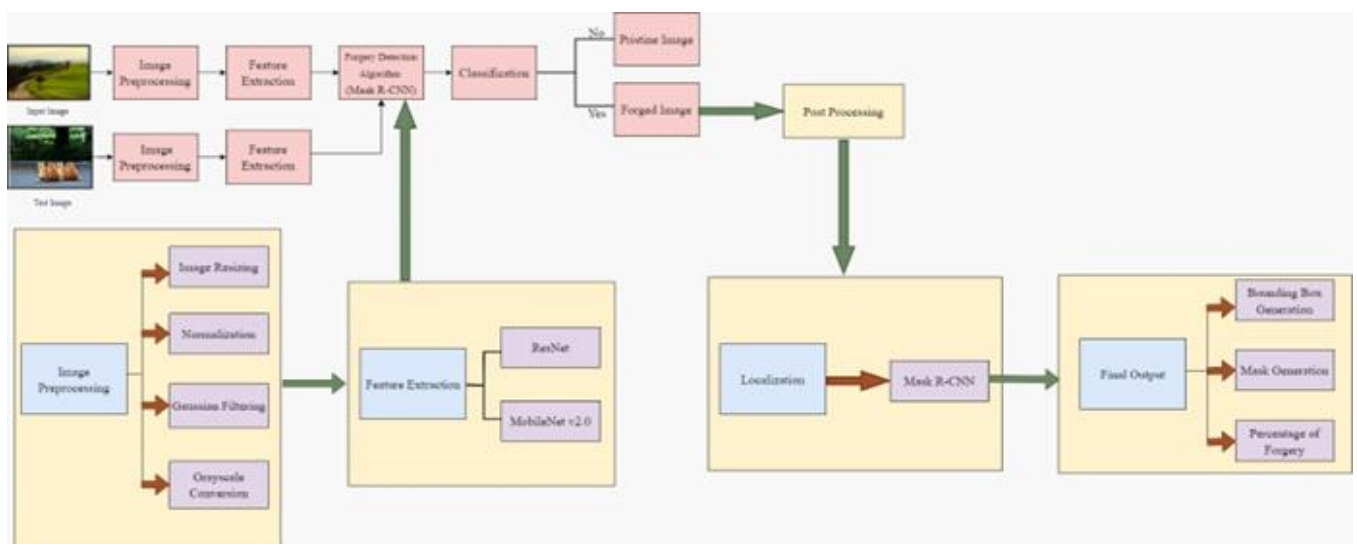 No
Pristine Image
Image
Preprocessing
Feature
Extraction
Forgery Detection
Algorithm
(Mask R-CNN)
Classification
Input Image
Yes
Forged Image
Post Processing
Image
Preprocessing
Feature
Extraction
Test Image
Image Resizing
Normalization
Image
Preprocessing
Gaussian Filtering
Grayscale
Conversion
ResNet
Feature Extraction
MobileNet v2.0
Localization
Mask R-CNN
Bounding Box
Generation
Final Output
Mask Generation
Percentage of
Forgery